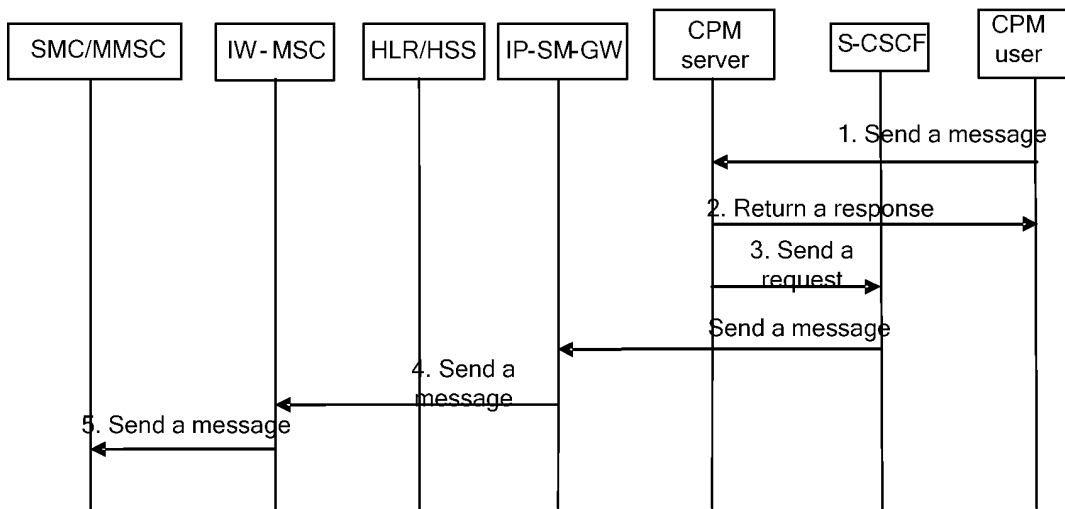 SMC/MMSC
IW-MSC
HLR/HSS
IP-SM-GW
CPM
server
S-CSCF
CPM
user
1. Send a message
2. Return a response
3. Send a
request
Send a message
4. Send a
message
5. Send a message